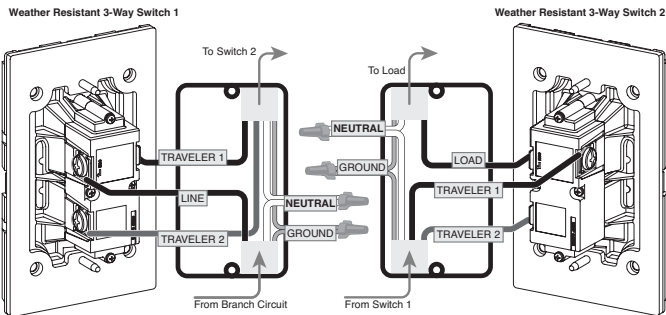 Weather Resistant 3-Way Switch 1
Weather Resistant 3-Way Switch 2
To Switch 2
To Load
NEUTRAL
TRAVELER 1
GROUND
LOAD
LINE
TRAVELER 1
NEUTRAL
TRAVELER 2
GROUND
TRAVELER 2
From Branch Circuit
From Switch 1